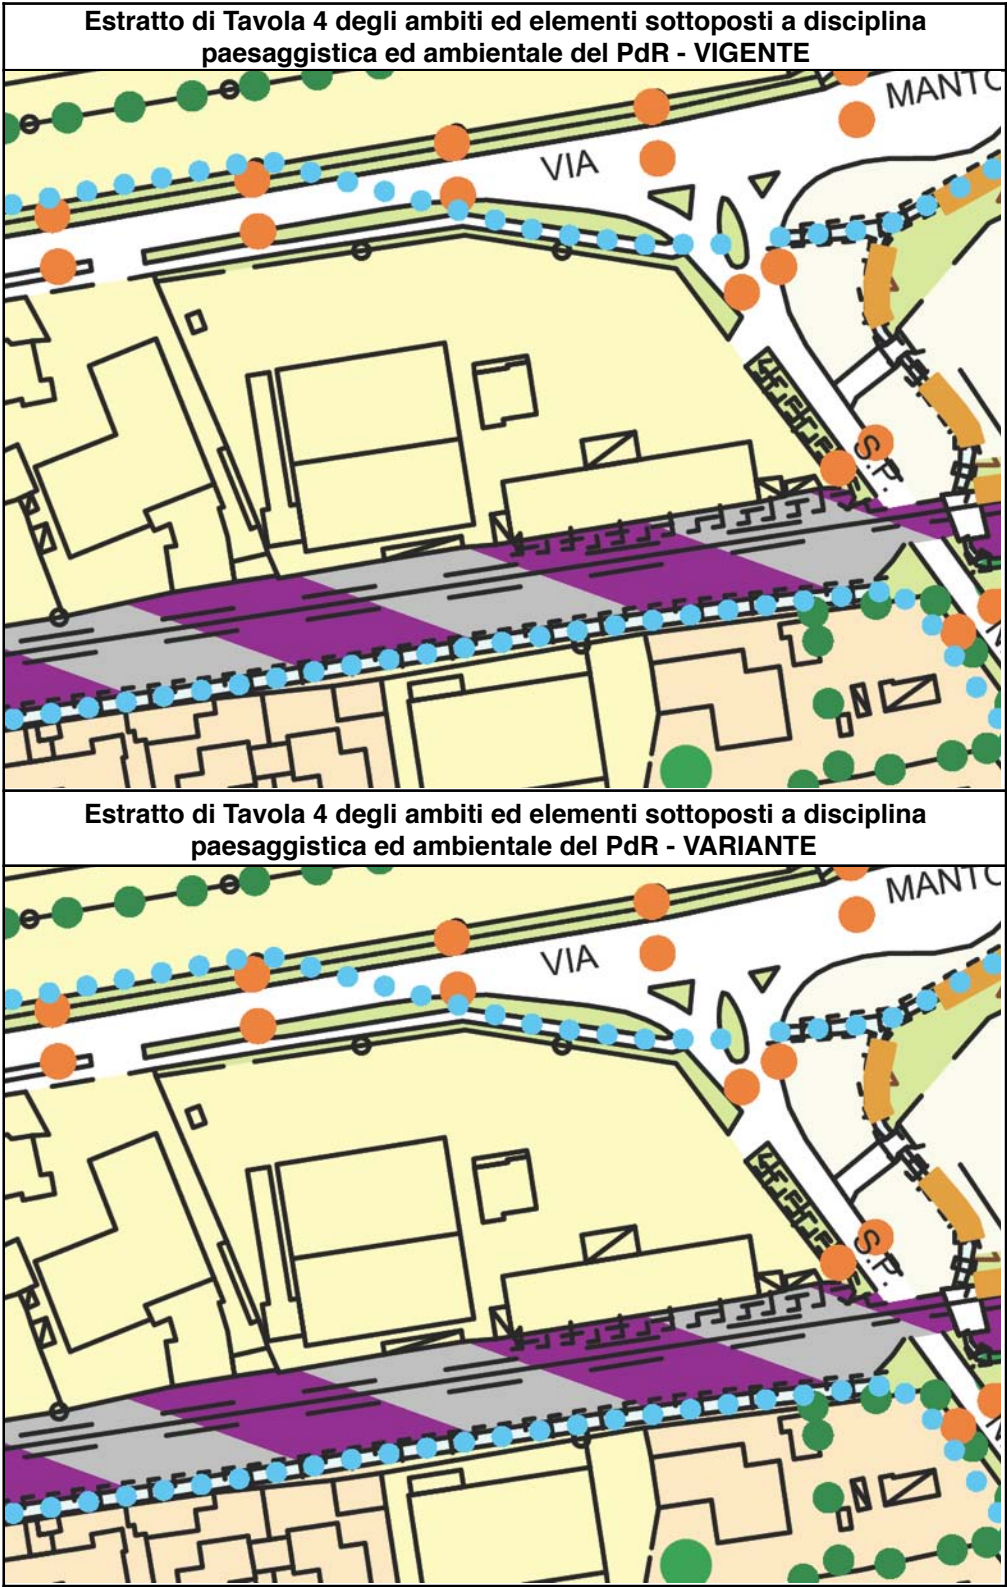 Estratto di Tavola 4 degli ambiti ed elementi sottoposti a disciplina
paesaggistica ed ambientale del PdR - VIGENTE
MANTO
VIA
S.P.
Estratto di Tavola 4 degli ambiti ed elementi sottoposti a disciplina
paesaggistica ed ambientale del PdR - VARIANTE
MANTO
VIA
S.P.